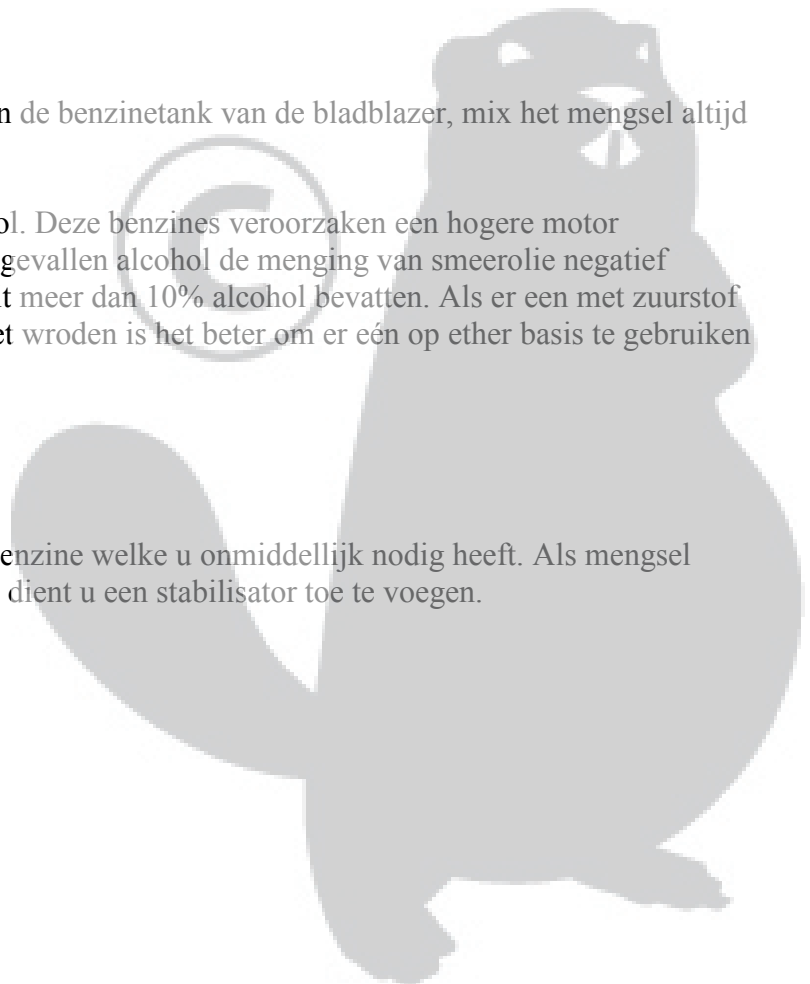 n de benzinetank van de bladblazer, mix het mengsel altijd
ol. Deze benzines veroorzaken een hogere motor
gevallen alcohol de menging van smeerolie negatief
t meer dan 10% alcohol bevatten. Als er een met zuurstof
et wroden is het beter om er eén op ether basis te gebruiken
enzine welke u onmiddellijk nodig heeft. Als mengsel
dient u een stabilisator toe te voegen.
©